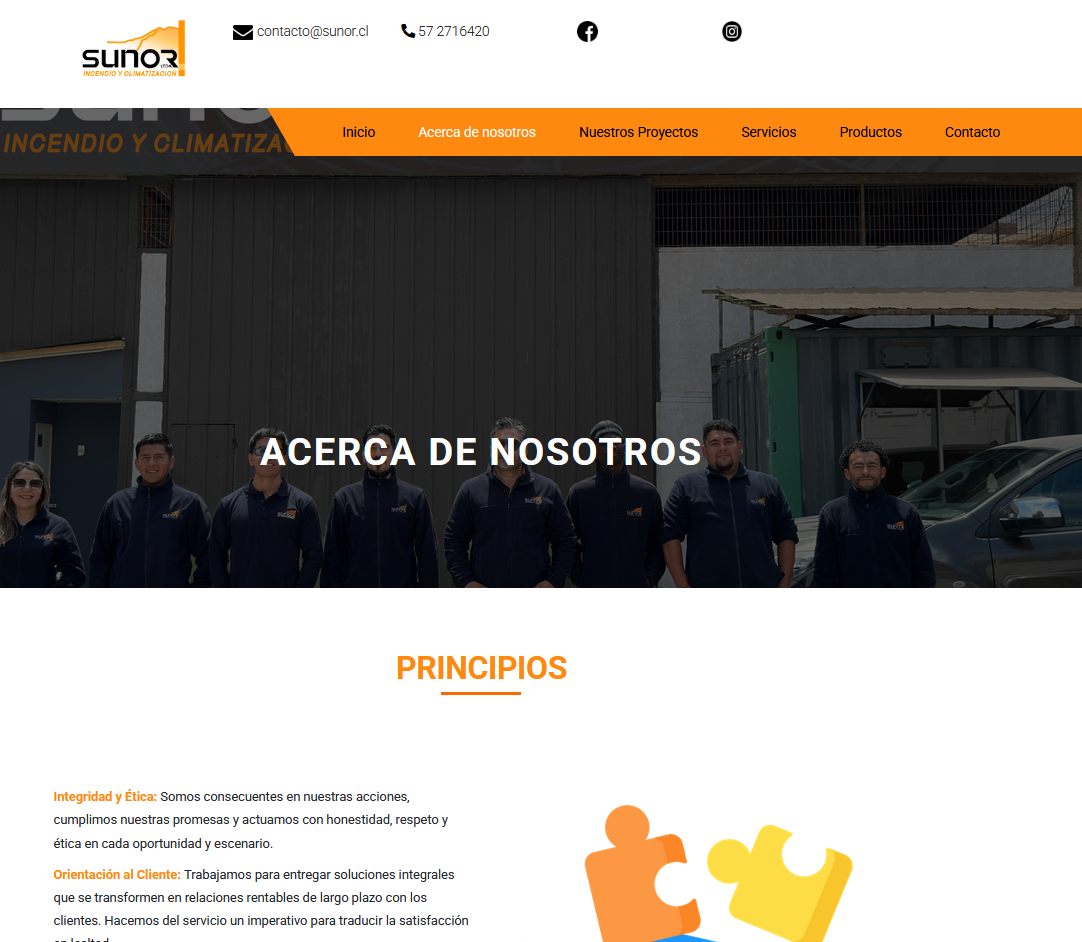 SUNOR
LTDA.
INCENDIO Y CLIMATIZACIÓN
contacto@sunor.cl
57 2716420
INCENDIO Y CLIMATIZA
Inicio
Acerca de nosotros
Nuestros Proyectos
Servicios
Productos
Contacto
ACERCA DE NOSOTROS
PRINCIPIOS
Integridad y Ética: Somos consecuentes en nuestras acciones,
cumplimos nuestras promesas y actuamos con honestidad, respeto y
ética en cada oportunidad y escenario.
Orientación al Cliente: Trabajamos para entregar soluciones integrales
que se transformen en relaciones rentables de largo plazo con los
clientes. Hacemos del servicio un imperativo para traducir la satisfacción